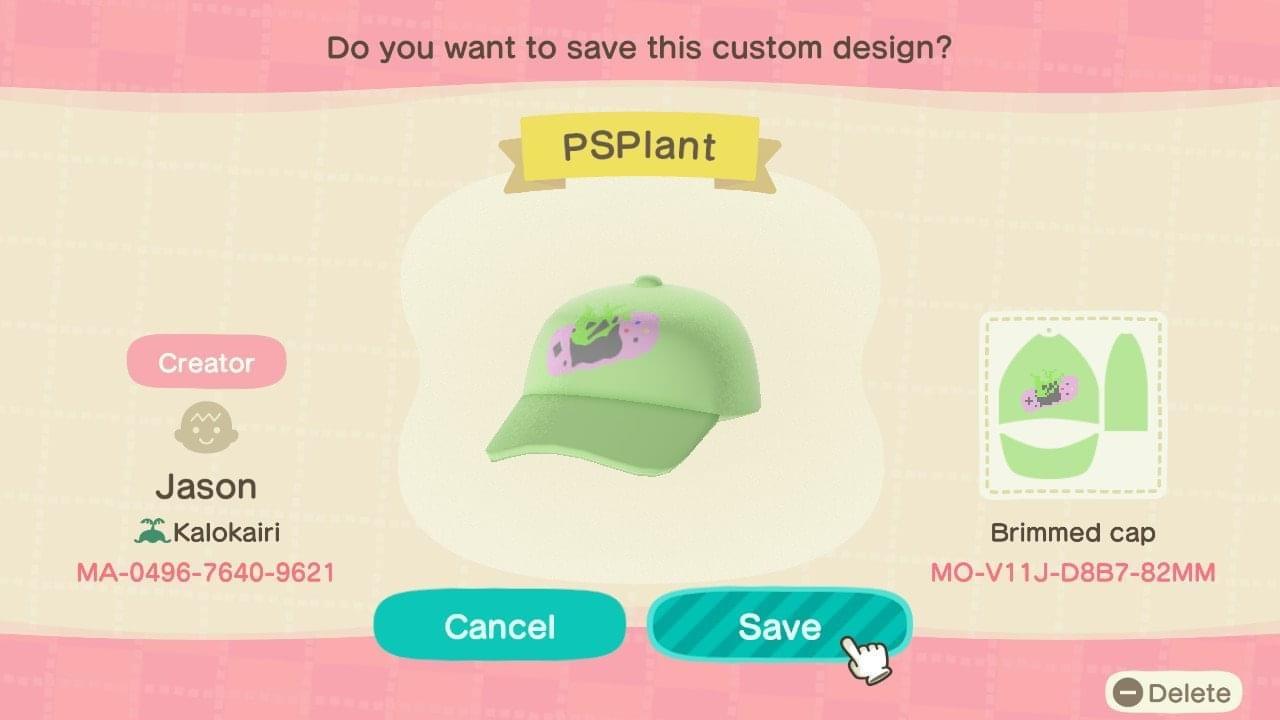 Do you want to save this custom design?
PSPlant
Creator
Jason
Kalokairi
MA-0496-7640-9621
Brimmed cap
MO-V11J-D8B7-82MM
Cancel
Save
Delete